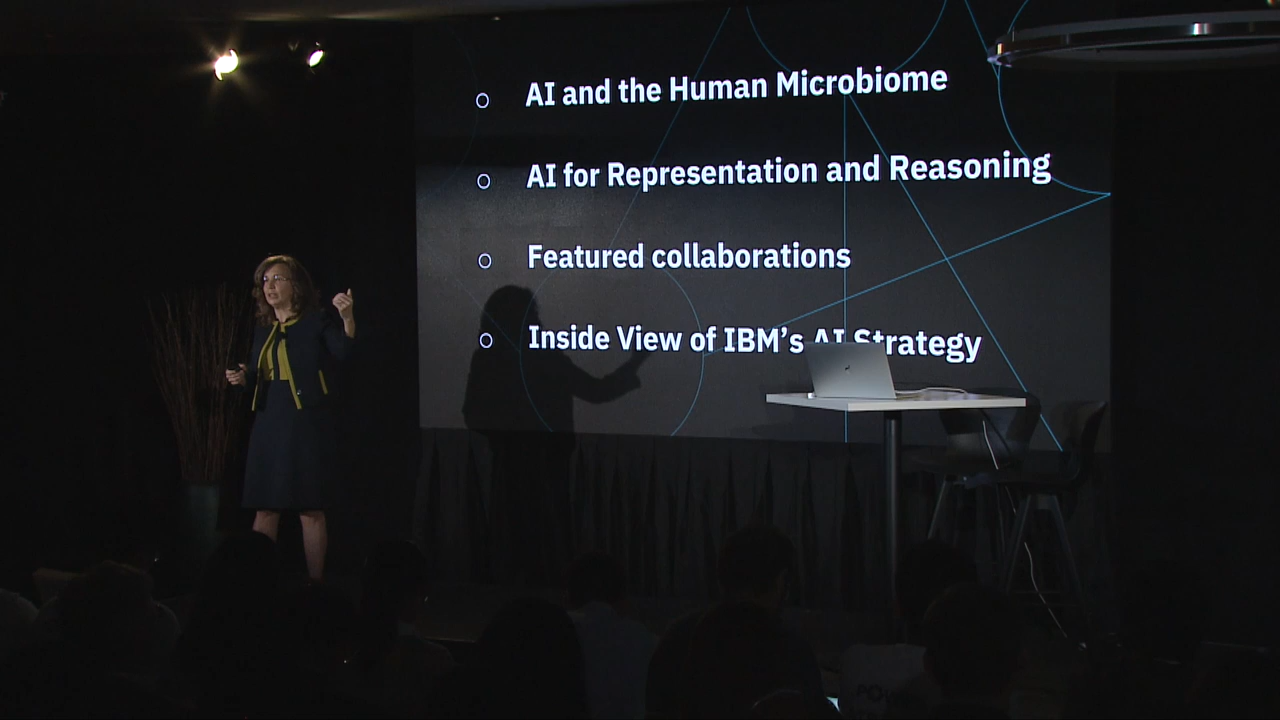 AI and the Human Microbiome
AI for Representation and Reasoning
Featured collaborations
Inside View of IBM's AI Strategy